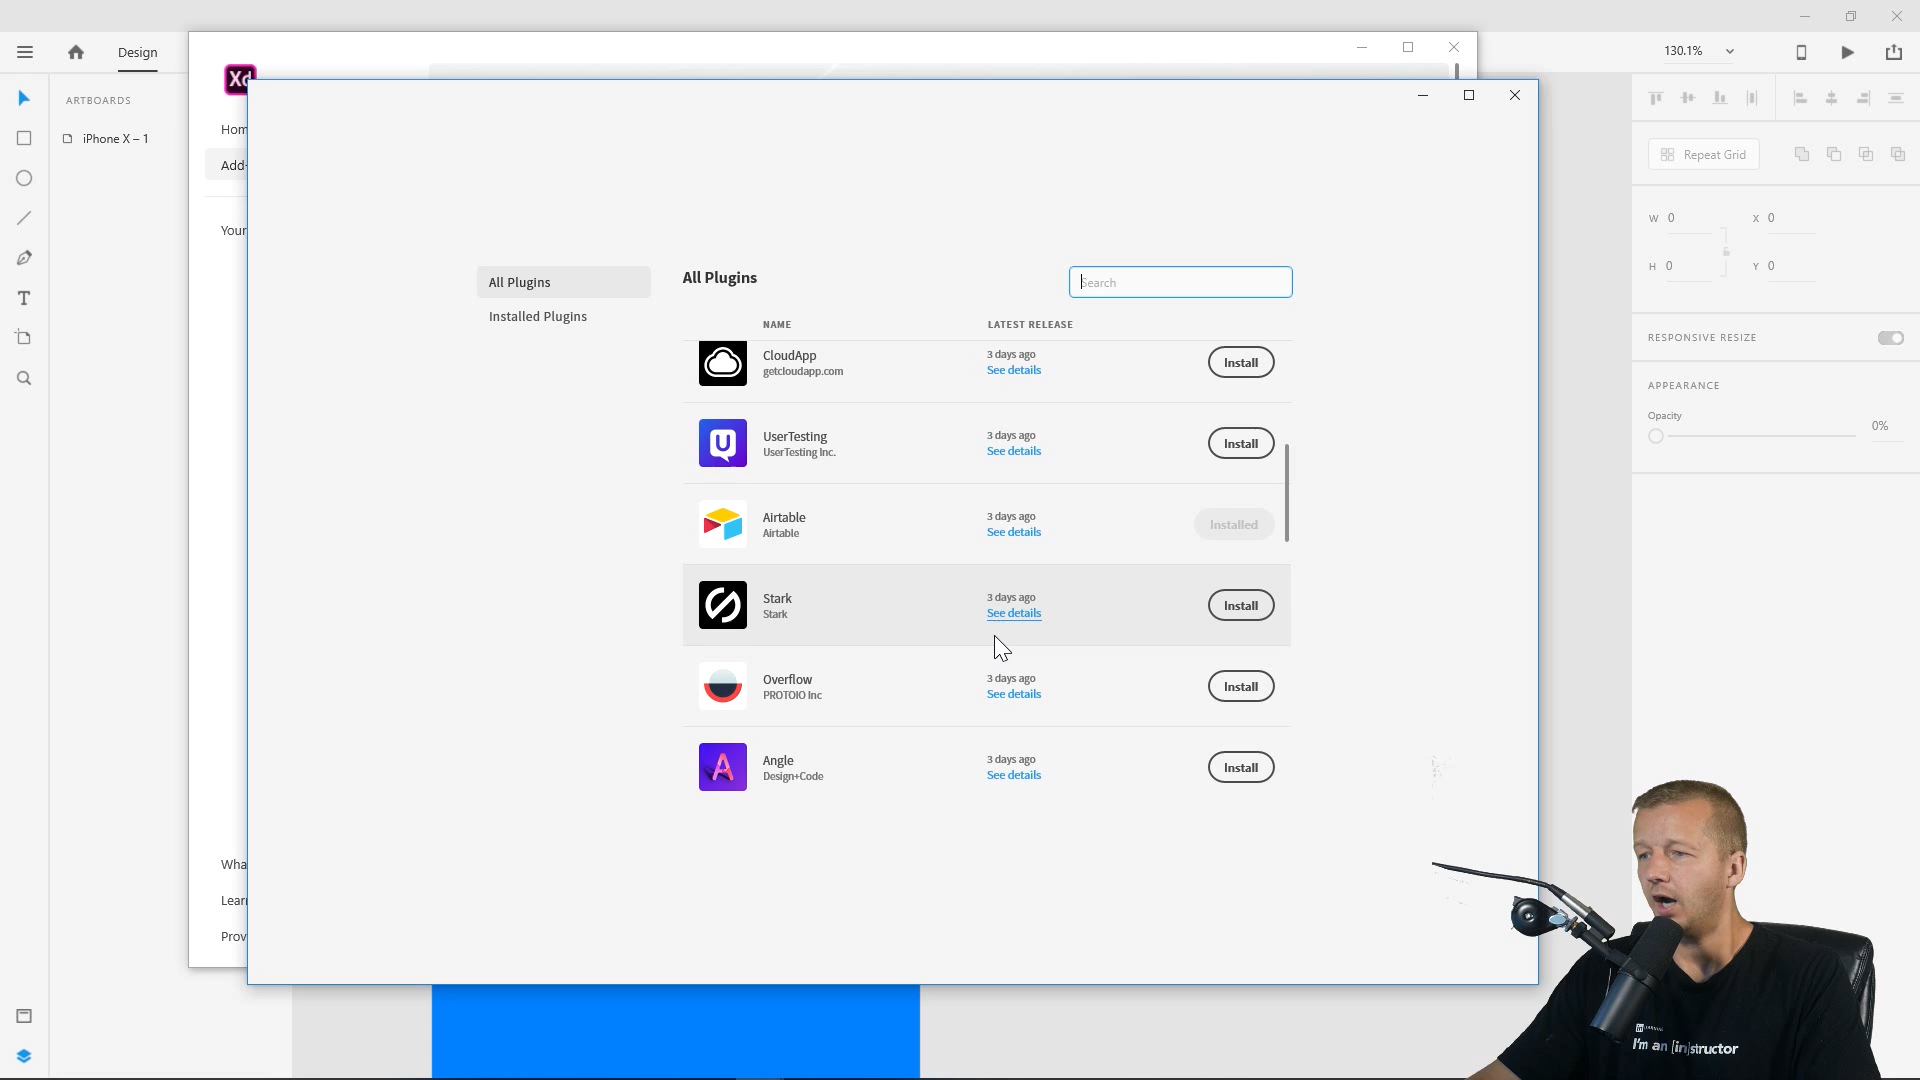 Design
130.1%
Xd
ARTBOARDS
iPhone X – 1
Hom
Add-
Your
Wha
Lear
Prov
All Plugins
Installed Plugins
All Plugins
Search
NAME
LATEST RELEASE
CloudApp
getcloudapp.com
3 days ago
See details
Install
UserTesting
UserTesting Inc.
3 days ago
See details
Install
Airtable
Airtable
3 days ago
See details
Installed
Stark
Stark
3 days ago
See details
Install
Overflow
PROTOIO Inc
3 days ago
See details
Install
Angle
Design+Code
3 days ago
See details
Install
Repeat Grid
W 0
X 0
H 0
Y 0
RESPONSIVE RESIZE
APPEARANCE
Opacity
0%
I'm an [in]structor